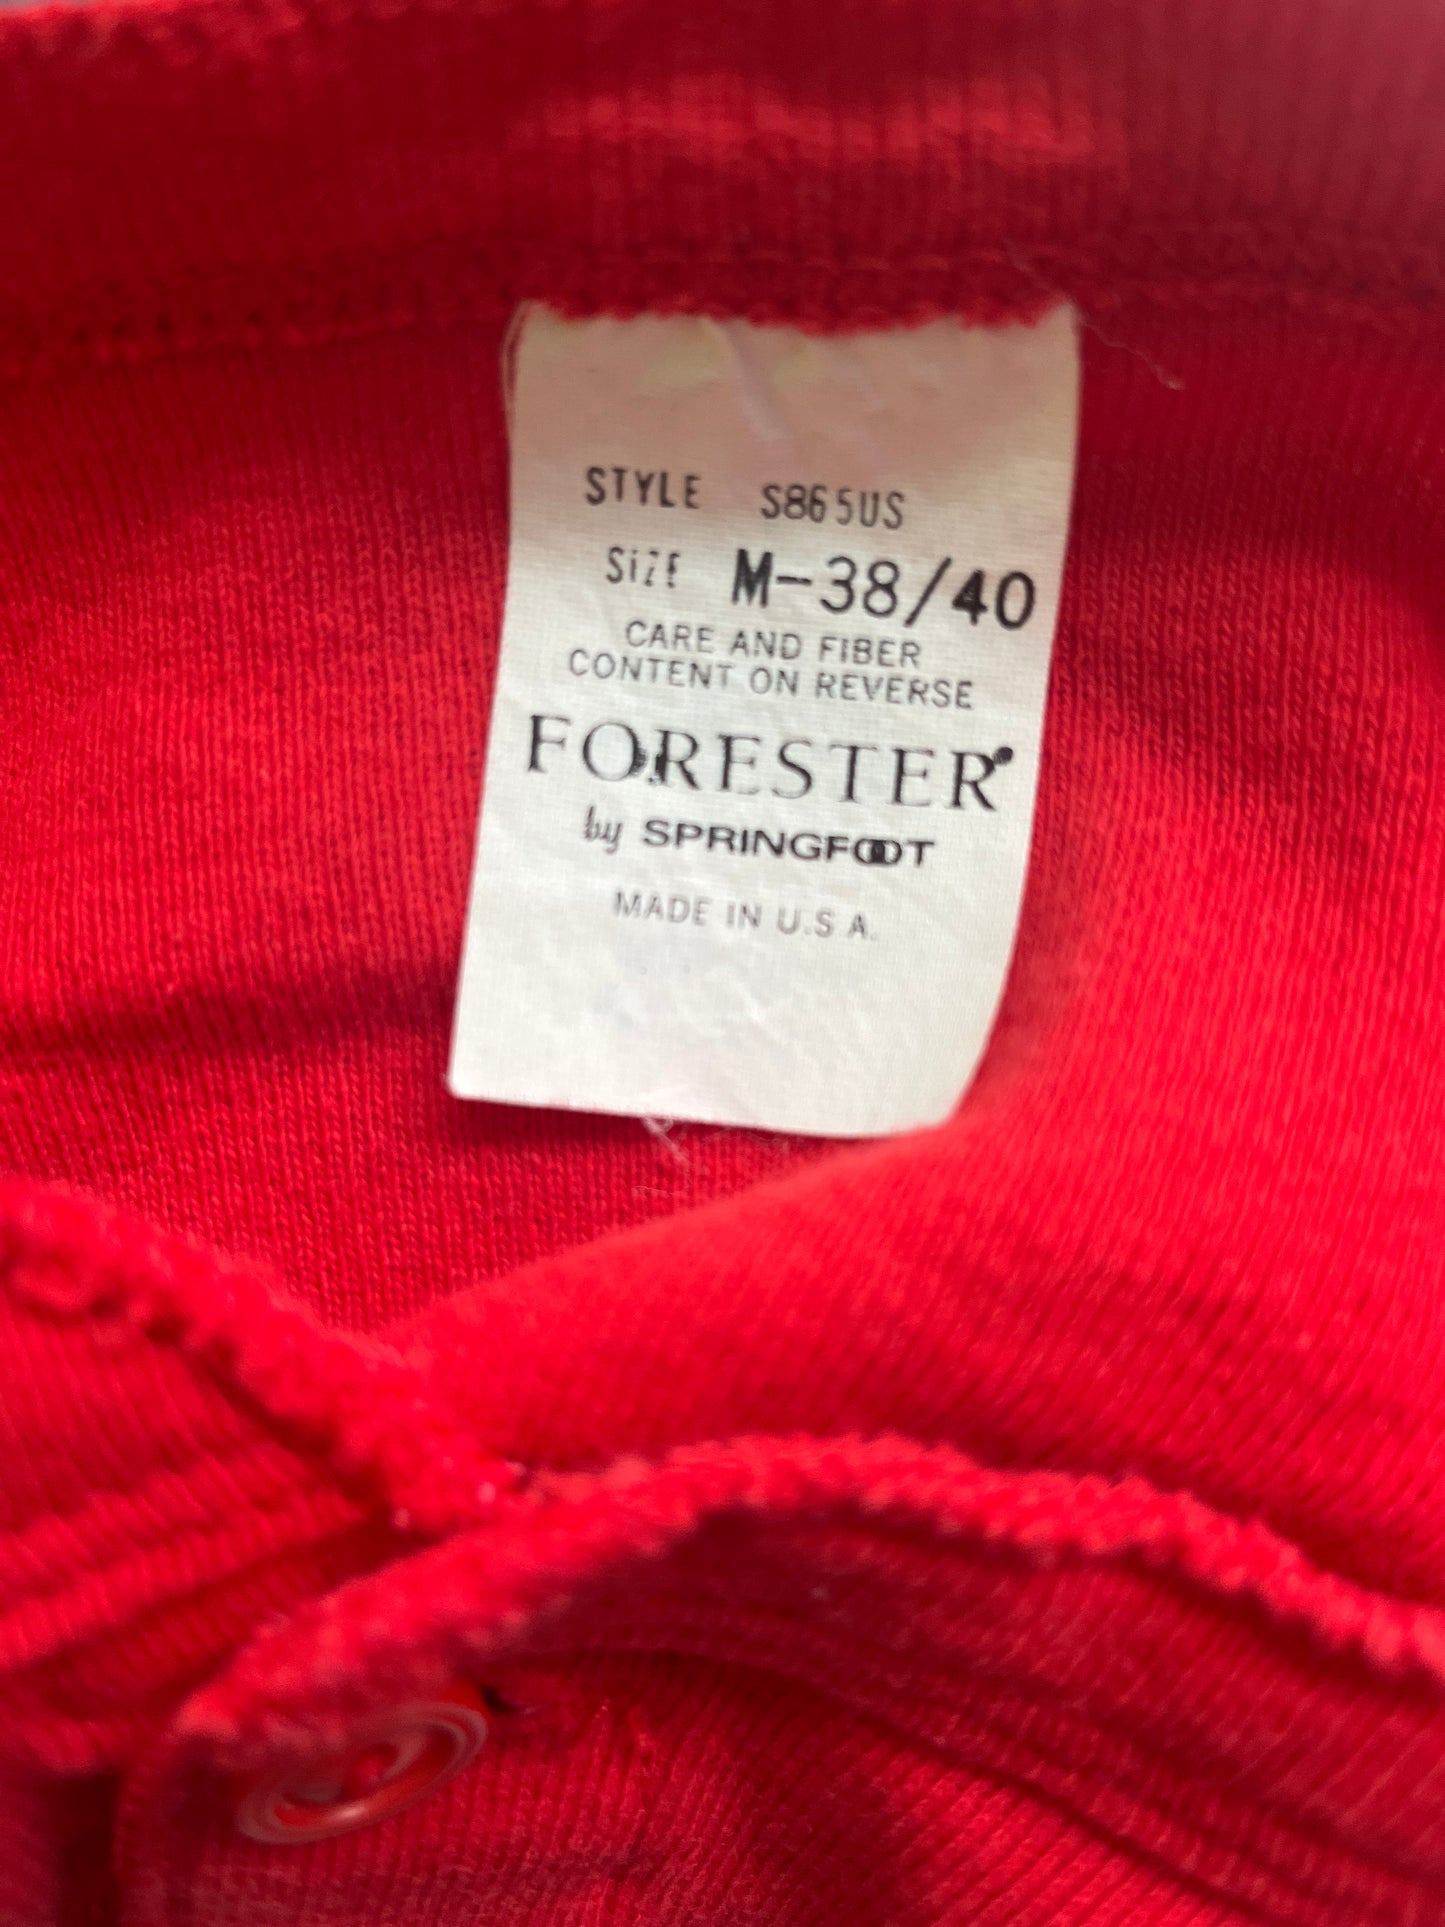 STYLE S865US
SIZE M-38/40
CARE AND FIBER
CONTENT ON REVERSE
FORESTER
by SPRINGFOOT
MADE IN U.S.A.